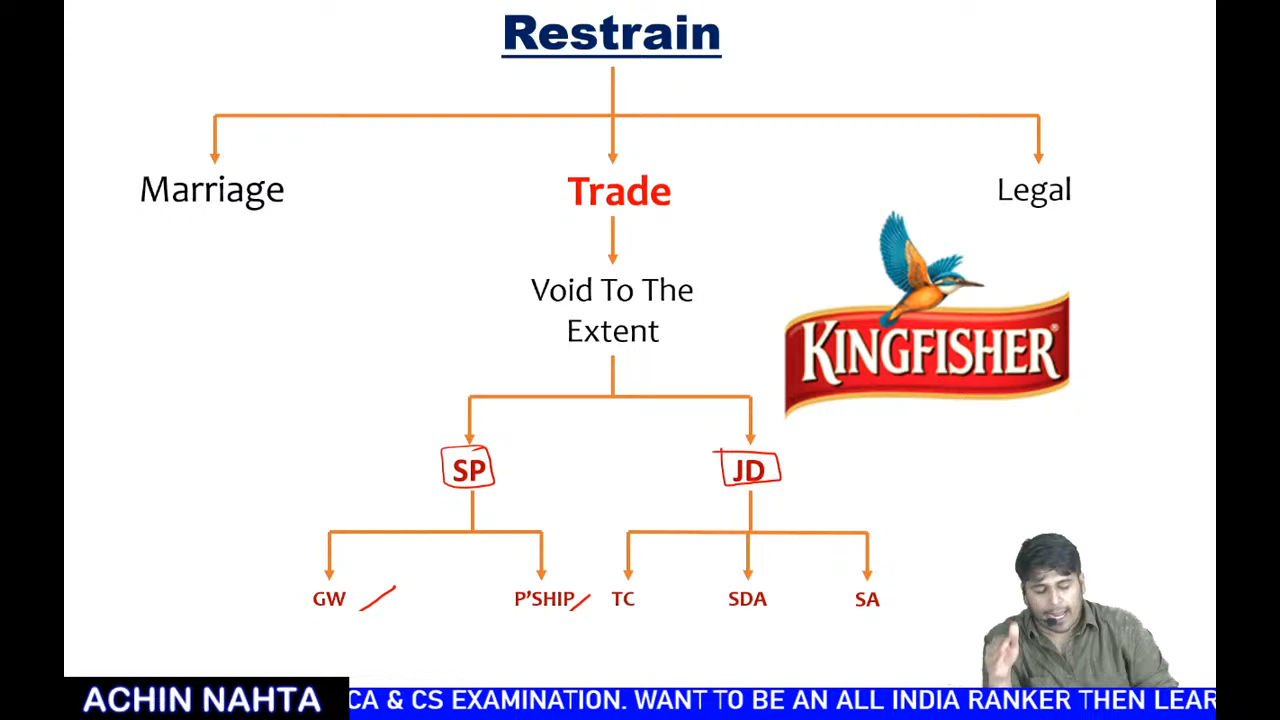 Restrain
Marriage
Trade
Legal
Void To The
Extent
KINGFISHER®
SP
JD
GW
P'SHIP
TC
SDA
SA
ACHIN NAHTA
CA & CS EXAMINATION. WANT TO BE AN ALL INDIA RANKER THEN LEAR